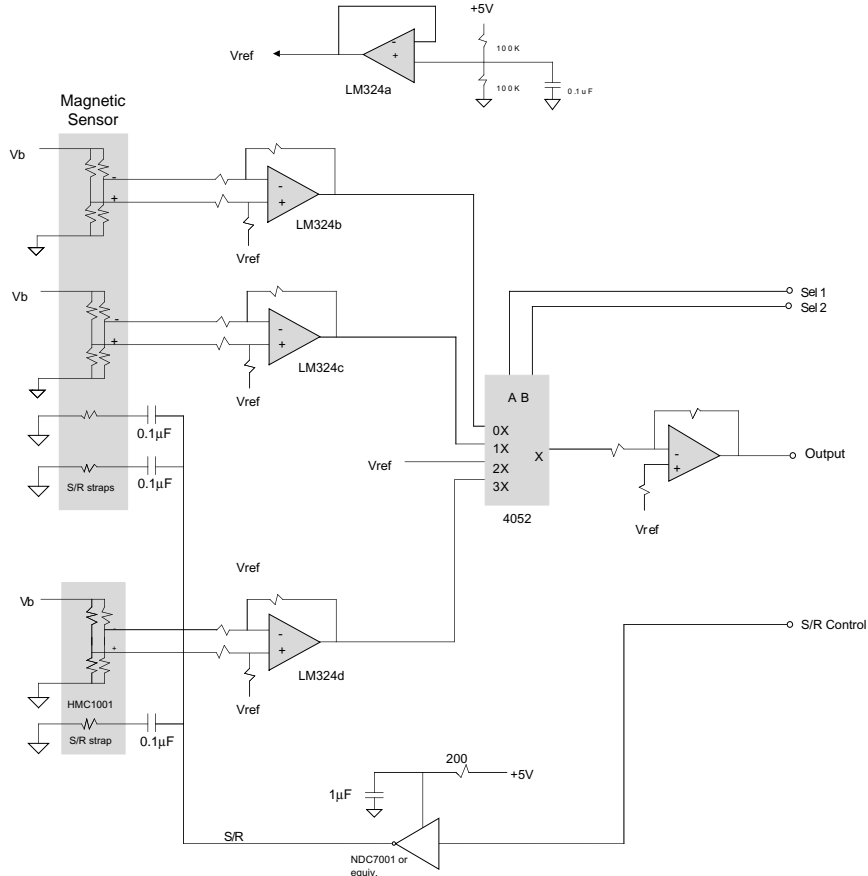 +5V
100K
Vref
-
+
LM324a
100K
0.1uF
Magnetic
Sensor
Vb
-
+
-
+
LM324b
Vref
Vb
-
+
-
+
LM324c
Vref
Sel 1
Sel 2
A B
0X
1X
2X
3X
X
4052
Vref
-
+
Output
Vref
0.1µF
S/R straps
0.1µF
Vref
Vb
-
+
-
+
LM324d
Vref
HMC1001
S/R strap
0.1µF
S/R Control
200
+5V
1µF
S/R
NDC7001 or
equiv.